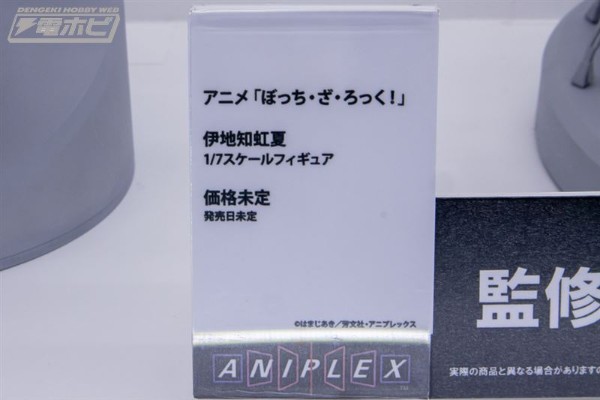 DENGEKI HOBBY WEB
電ホビ
アニメ「ぼっち・ざ・ろっく！」
伊地知虹夏
1/7スケールフィギュア
価格未定
発売日未定
©はまじあき／芳文社・アニプレックス
ANIPLEX
監修
実際の商品と異なる場合があります